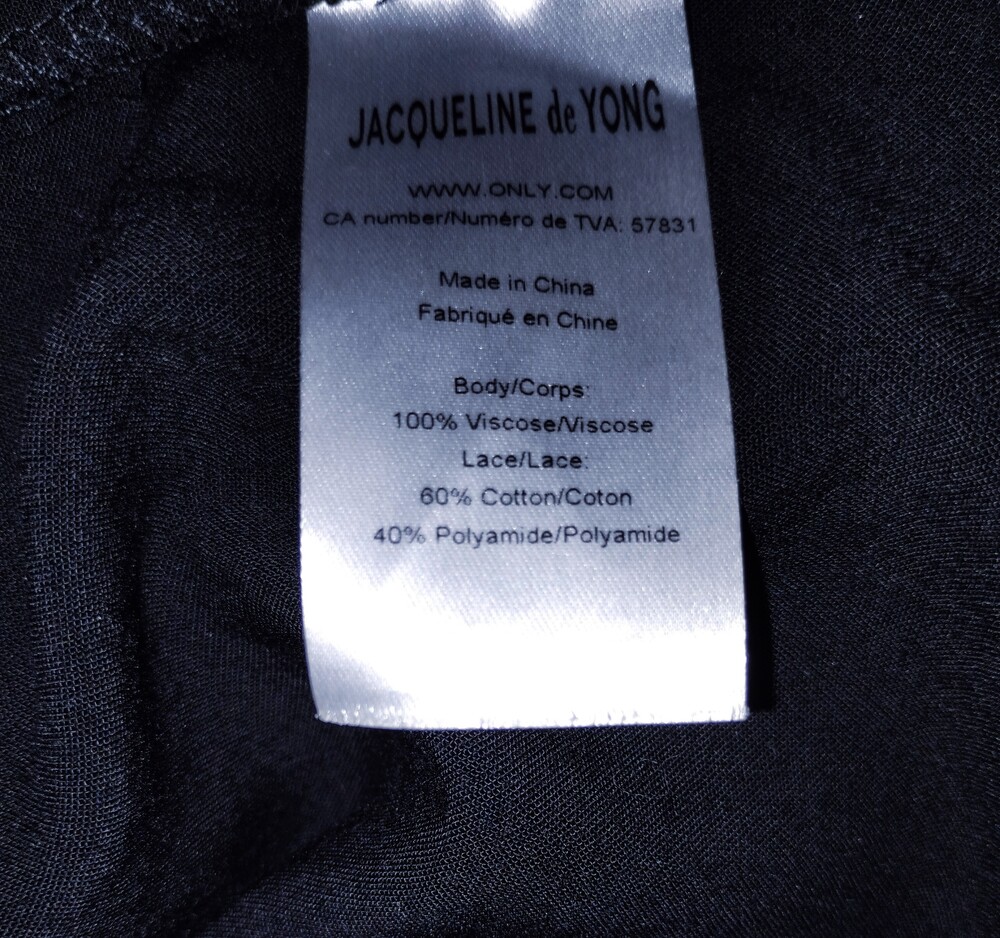 JACQUELINE de YONG
WWW.ONLY.COM
CA number/Numéro de TVA: 57831
Made in China
Fabriqué en Chine
Body/Corps:
100% Viscose/Viscose
Lace/Lace:
60% Cotton/Coton
40% Polyamide/Polyamide